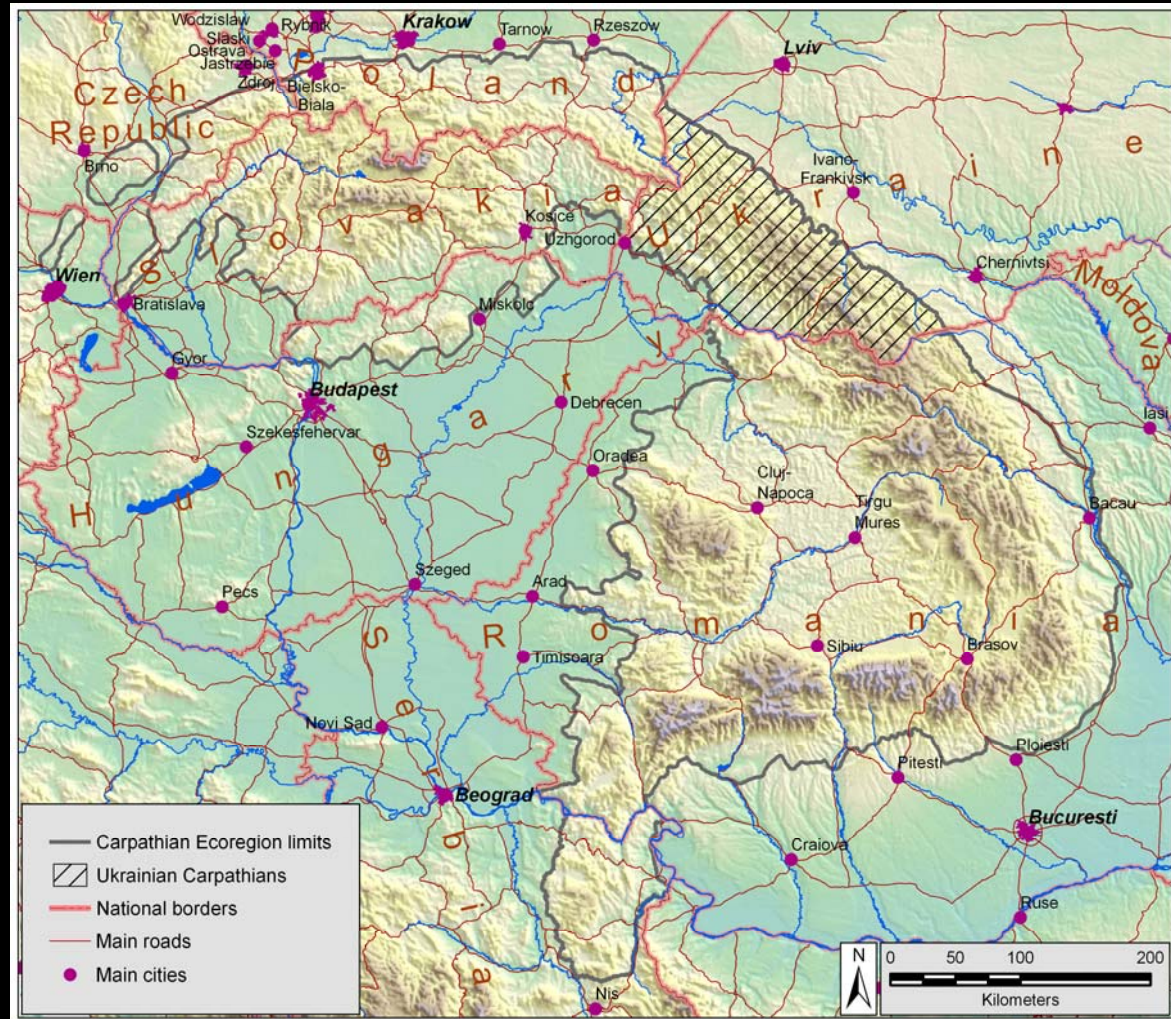 Wodzislaw
Slaski
Rybnik
Krakow
Tarnow
Rzeszow
Lviv
Ostrava
Jastrzebie
Zdroj
Bielsko-
Biala
Poland
Czech
Republic
Brno
Ivano-
Frankivsk
Ukraine
Slovakia
Kosice
Uzhgorod
Chernivtsi
Moldova
Wien
Bratislava
Miskolc
Gyor
Budapest
Debrecen
Iasi
Szekesfehervar
Oradea
Hungary
Cluj-
Napoca
Tirgu
Mures
Bacau
Szeged
Arad
Pecs
Romania
Serbia
Timisoara
Sibiu
Brasov
Novi Sad
Ploiesti
Pitesti
Beograd
Bucuresti
Craiova
Ruse
Nis
Carpathian Ecoregion limits
Ukrainian Carpathians
National borders
Main roads
Main cities
N
0 50 100 200
Kilometers